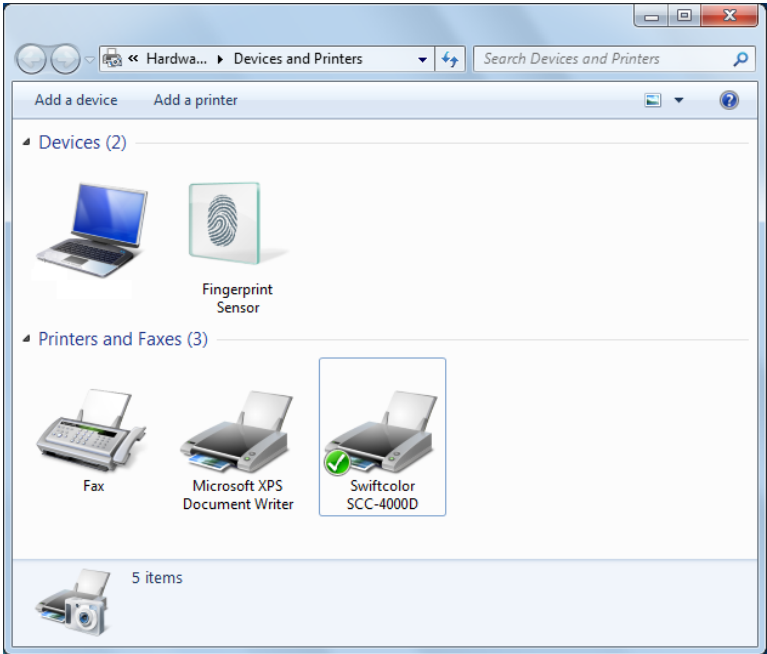 « Hardwa... ▸ Devices and Printers
Search Devices and Printers
Add a device Add a printer
Devices (2)
Fingerprint
Sensor
Printers and Faxes (3)
Fax
Microsoft XPS
Document Writer
Swiftcolor
SCC-4000D
5 items